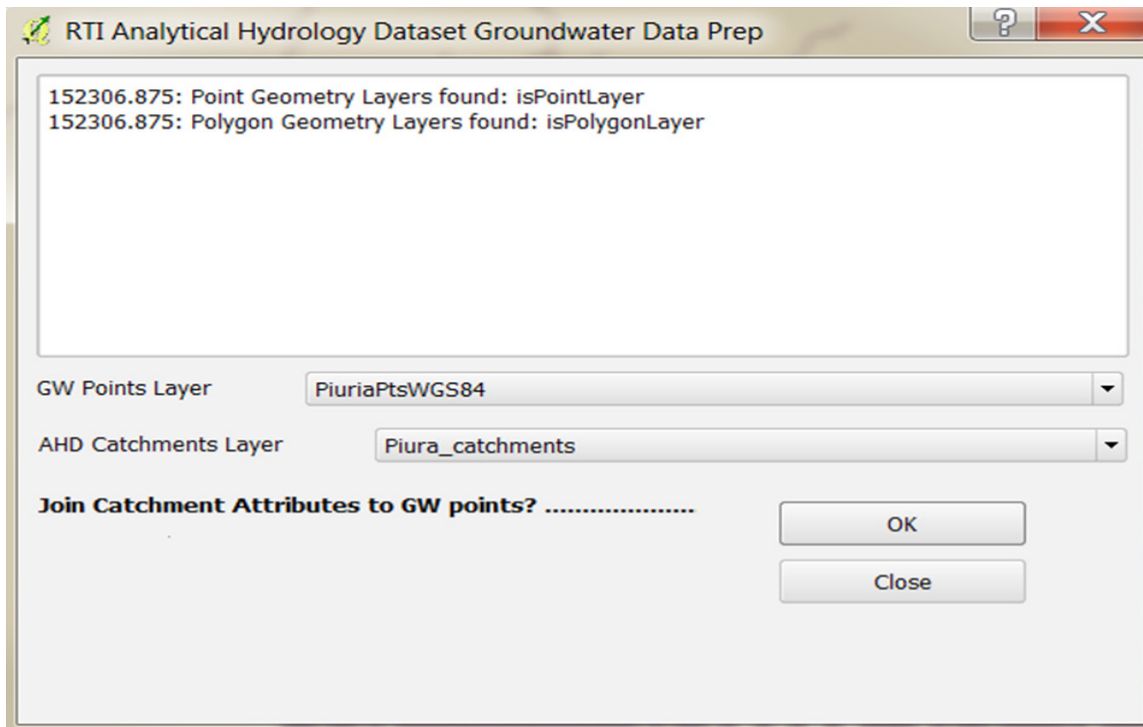 RTI Analytical Hydrology Dataset Groundwater Data Prep
152306.875: Point Geometry Layers found: isPointLayer
152306.875: Polygon Geometry Layers found: isPolygonLayer
GW Points Layer PiuriaPtsWGS84
AHD Catchments Layer Piura_catchments
Join Catchment Attributes to GW points? ....................
OK
Close